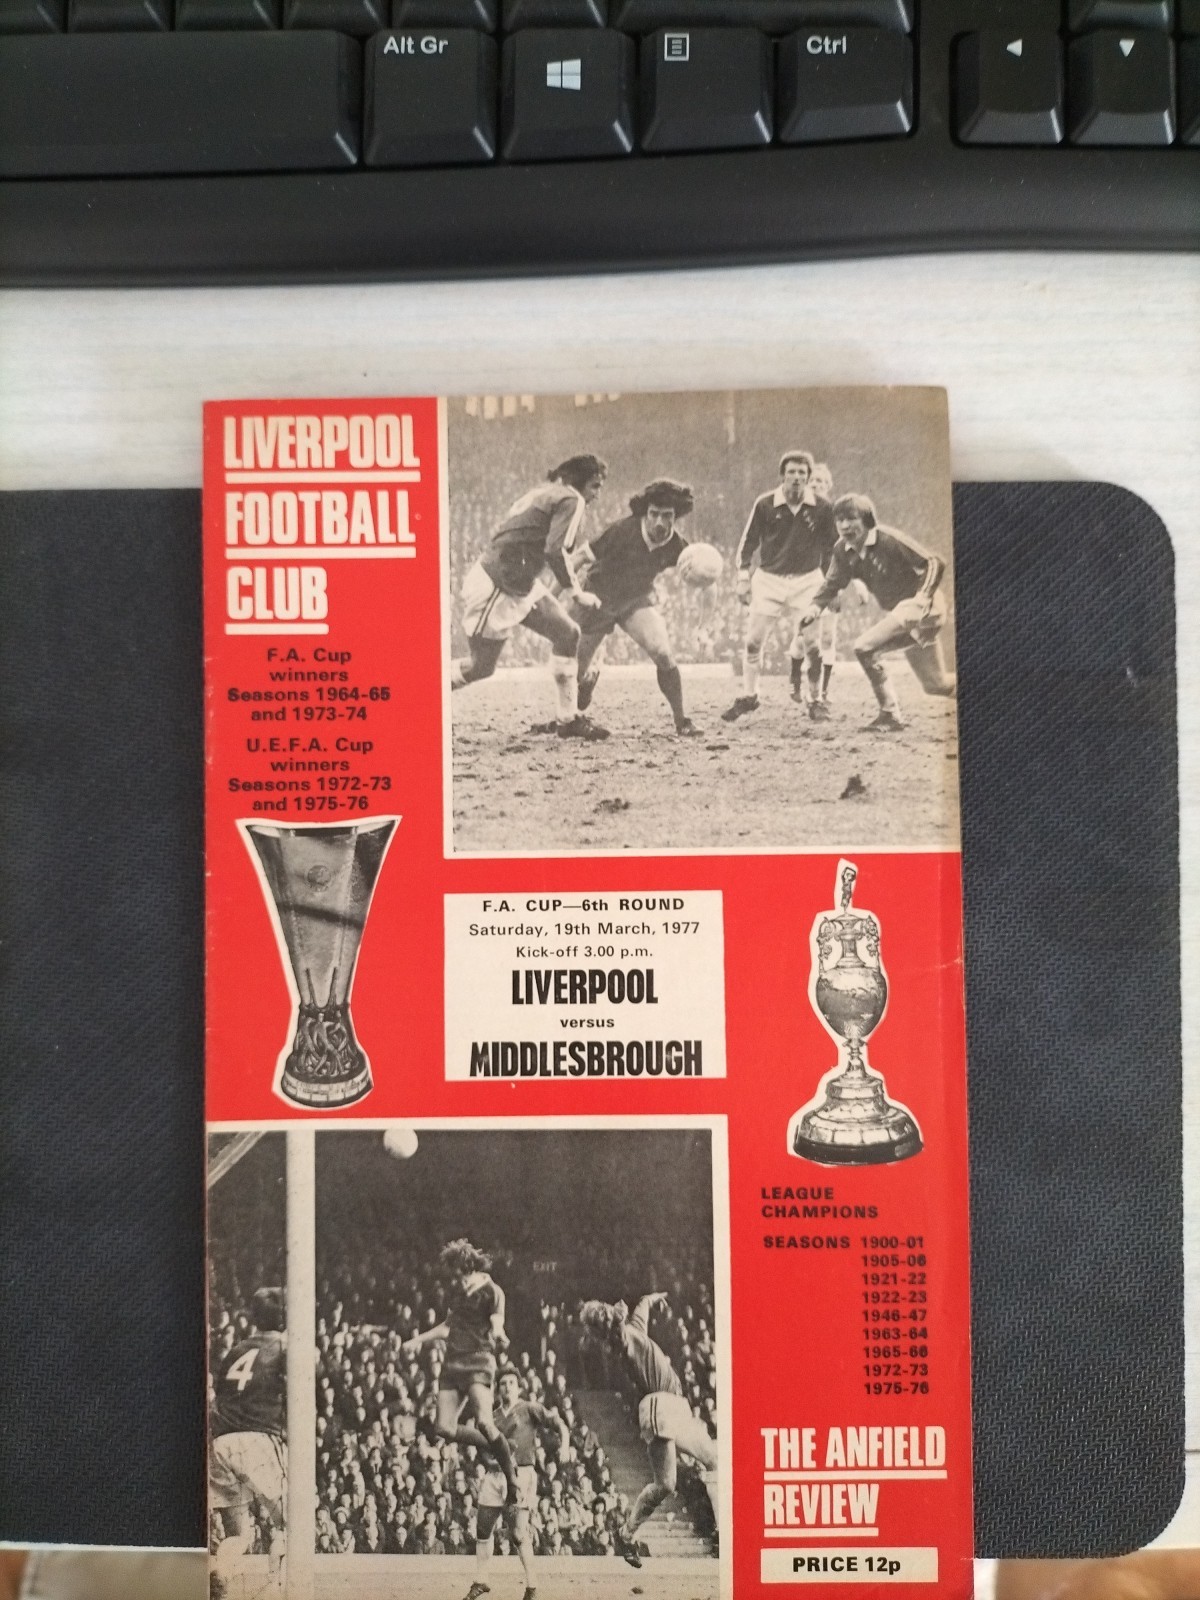 Alt Gr
Ctrl
LIVERPOOL
FOOTBALL
CLUB
F.A. Cup
winners
Seasons 1964-65
and 1973-74
U.E.F.A. Cup
winners
Seasons 1972-73
and 1975-76
F.A. CUP—6th ROUND
Saturday, 19th March, 1977
Kick-off 3.00 p.m.
LIVERPOOL
versus
MIDDLESBROUGH
EXIT
4
LEAGUE
CHAMPIONS
SEASONS 1900-01
1905-06
1921-22
1922-23
1946-47
1963-64
1965-66
1972-73
1975-76
THE ANFIELD
REVIEW
PRICE 12p